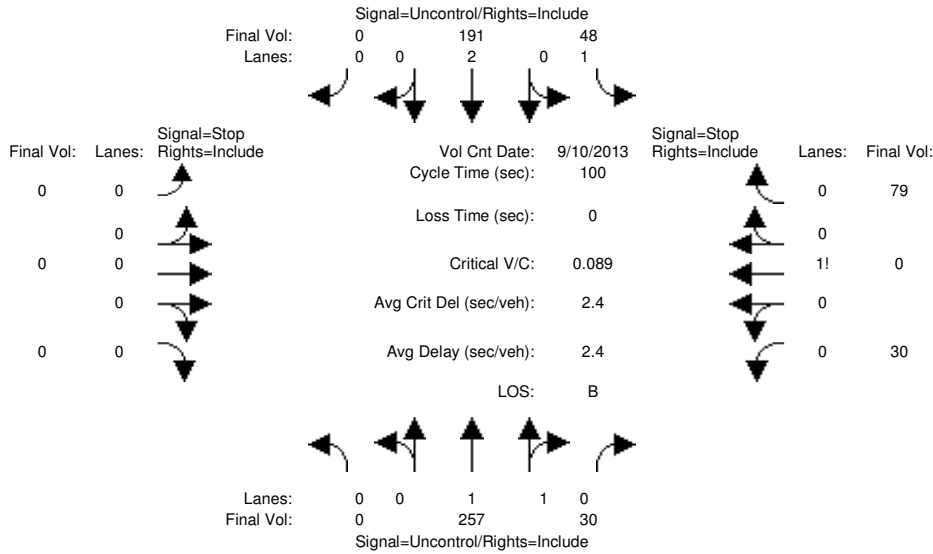 Signal=Uncontrol/Rights=Include
Final Vol: 0 191 48
Lanes: 0 0 2 0 1
Signal=Stop
Final Vol: Lanes: Rights=Include
Vol Cnt Date: 9/10/2013
Signal=Stop
Rights=Include Lanes: Final Vol:
Cycle Time (sec): 100
0 0
0 79
Loss Time (sec): 0
0
0
0 0
Critical V/C: 0.089
1! 0
0
Avg Crit Del (sec/veh): 2.4
0
0 0
Avg Delay (sec/veh): 2.4
0 30
LOS: B
Lanes: 0 0 1 1 0
Final Vol: 0 257 30
Signal=Uncontrol/Rights=Include